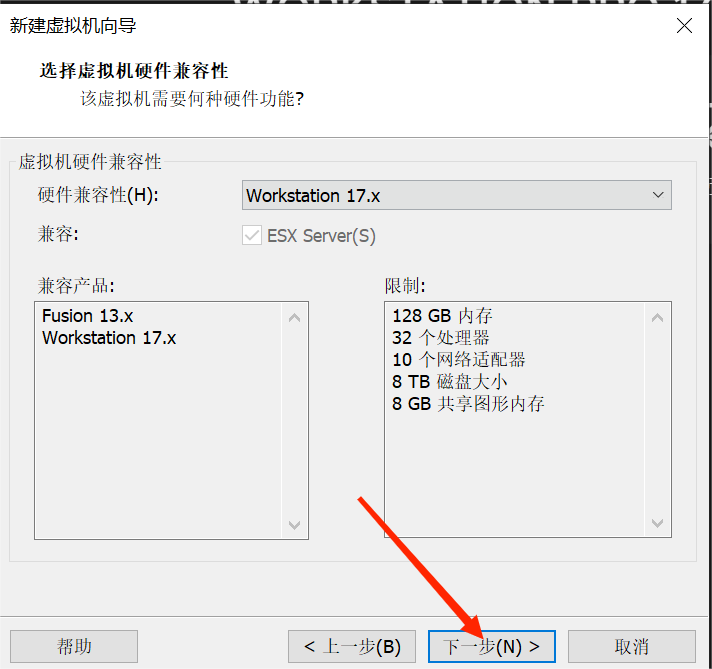 新建虚拟机向导
选择虚拟机硬件兼容性
该虚拟机需要何种硬件功能?
虚拟机硬件兼容性
硬件兼容性(H):
Workstation 17.x
兼容:
ESX Server(S)
兼容产品:
Fusion 13.x
Workstation 17.x
限制:
128 GB 内存
32 个处理器
10 个网络适配器
8 TB 磁盘大小
8 GB 共享图形内存
帮助
< 上一步(B)
下一步(N) >
取消